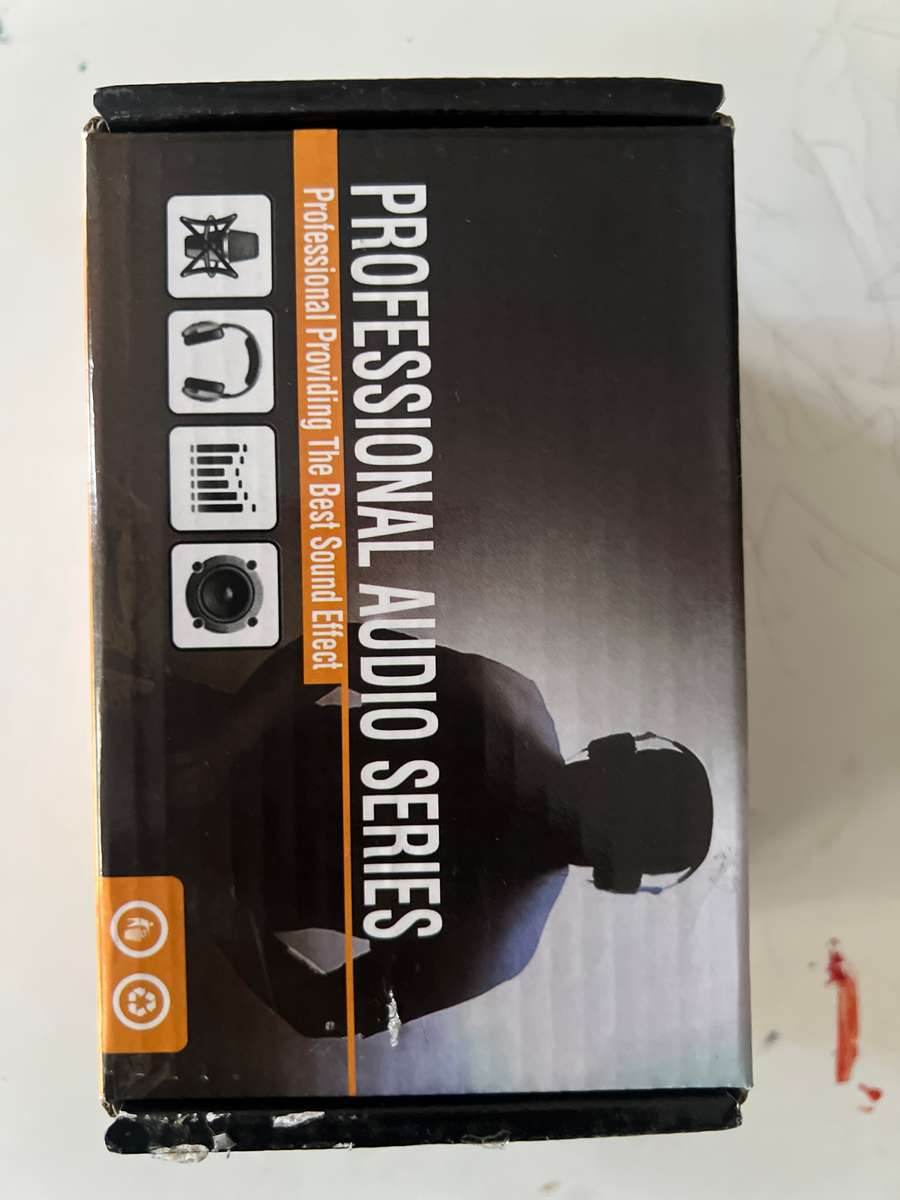 PROFESSIONAL AUDIO SERIES
Professional Providing The Best Sound Effect